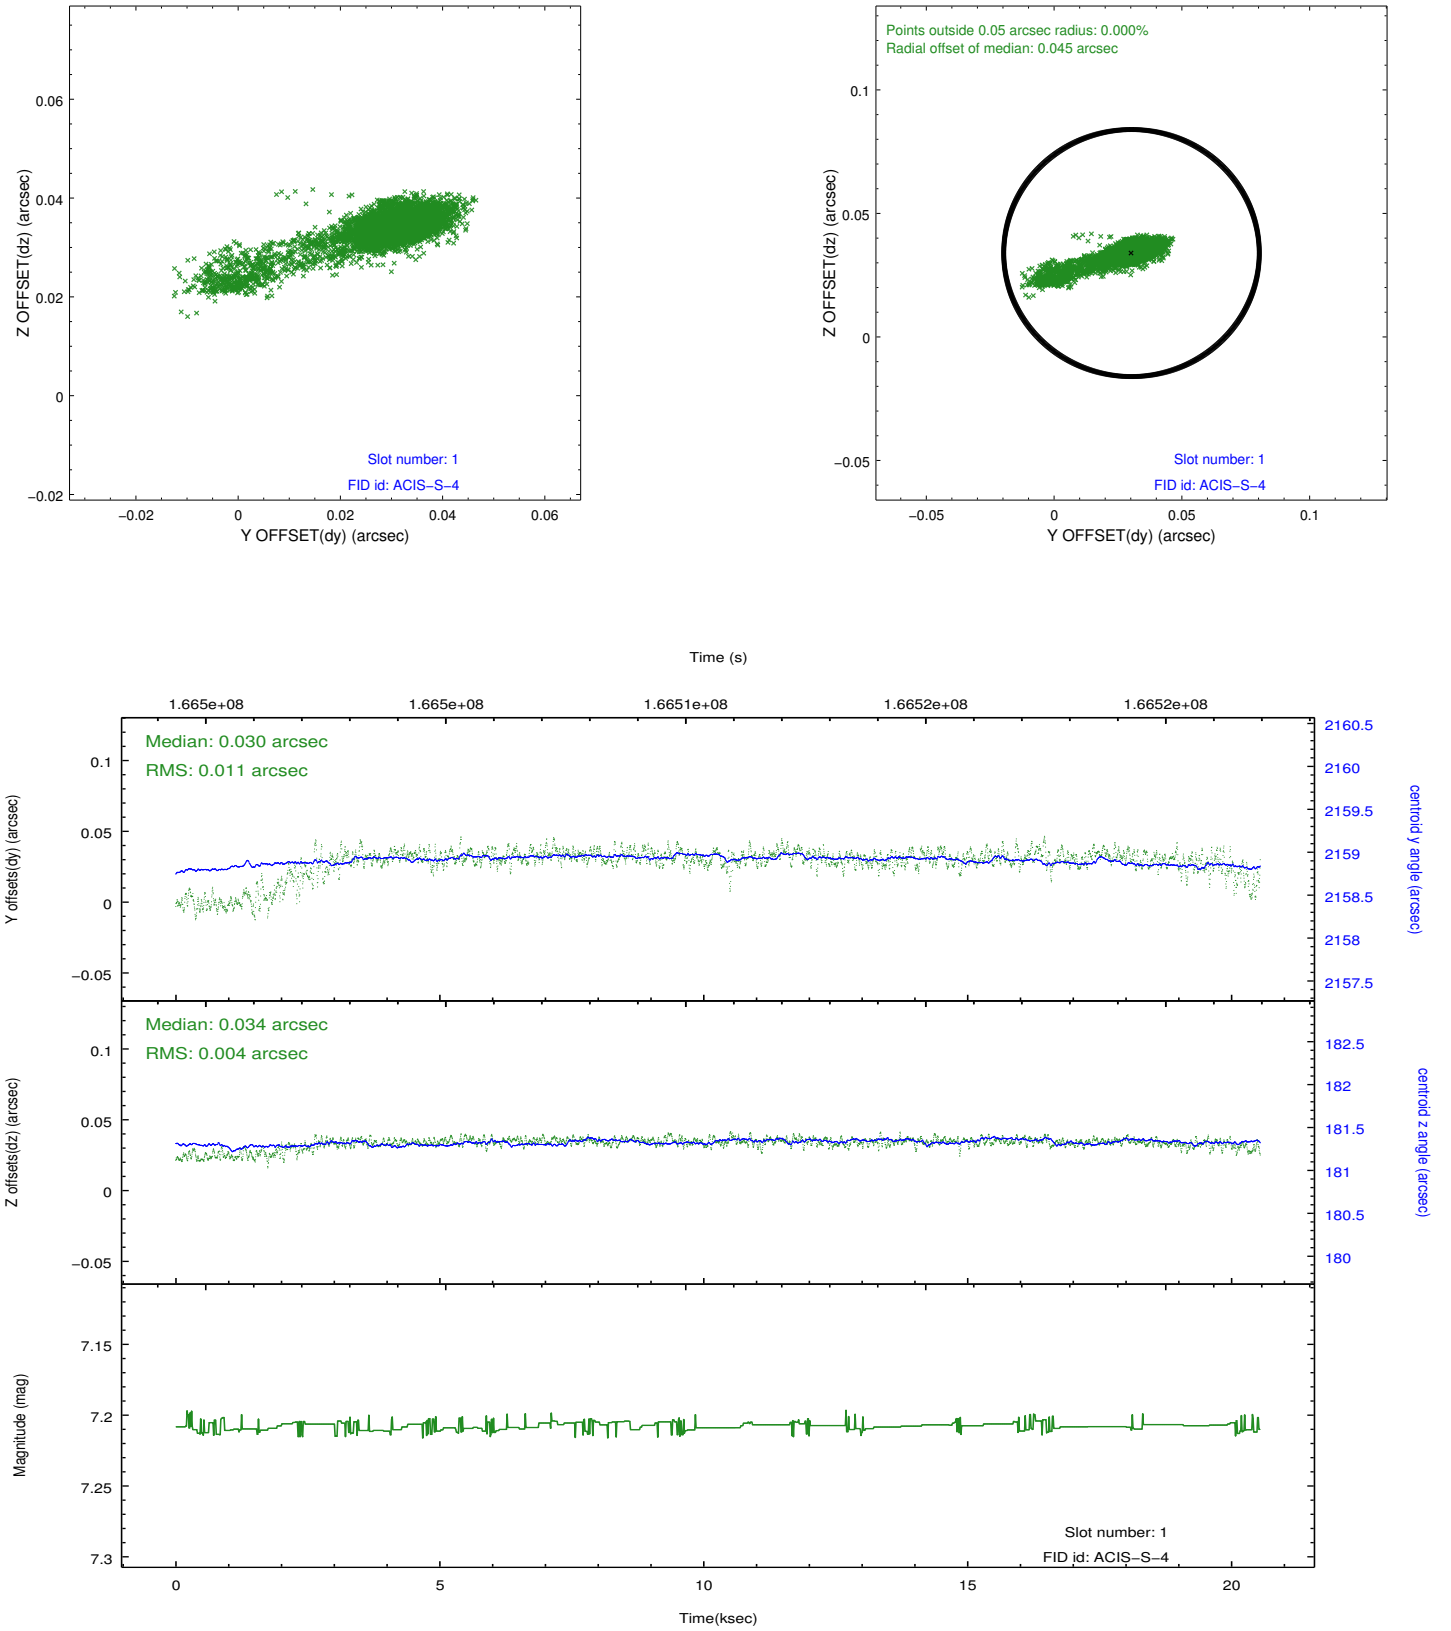 0.06
0.04
0.02
0
−0.02
Z OFFSET(dz) (arcsec)
Slot number: 1
FID id: ACIS−S−4
−0.02 0 0.02 0.04 0.06
Y OFFSET(dy) (arcsec)
Points outside 0.05 arcsec radius: 0.000%
Radial offset of median: 0.045 arcsec
0.1
0.05
0
−0.05
Z OFFSET(dz) (arcsec)
Slot number: 1
FID id: ACIS−S−4
−0.05 0 0.05 0.1
Y OFFSET(dy) (arcsec)
Time (s)
1.665e+08 1.665e+08 1.6651e+08 1.6652e+08 1.6652e+08
Median: 0.030 arcsec
RMS: 0.011 arcsec
0.1
0.05
0
−0.05
Y offsets(dy) (arcsec)
2160.5
2160
2159.5
2159
2158.5
2158
2157.5
centroid y angle (arcsec)
Median: 0.034 arcsec
RMS: 0.004 arcsec
0.1
0.05
0
−0.05
Z offsets(dz) (arcsec)
182.5
182
181.5
181
180.5
180
centroid z angle (arcsec)
7.15
7.2
7.25
7.3
Magnitude (mag)
Slot number: 1
FID id: ACIS−S−4
0 5 10 15 20
Time(ksec)